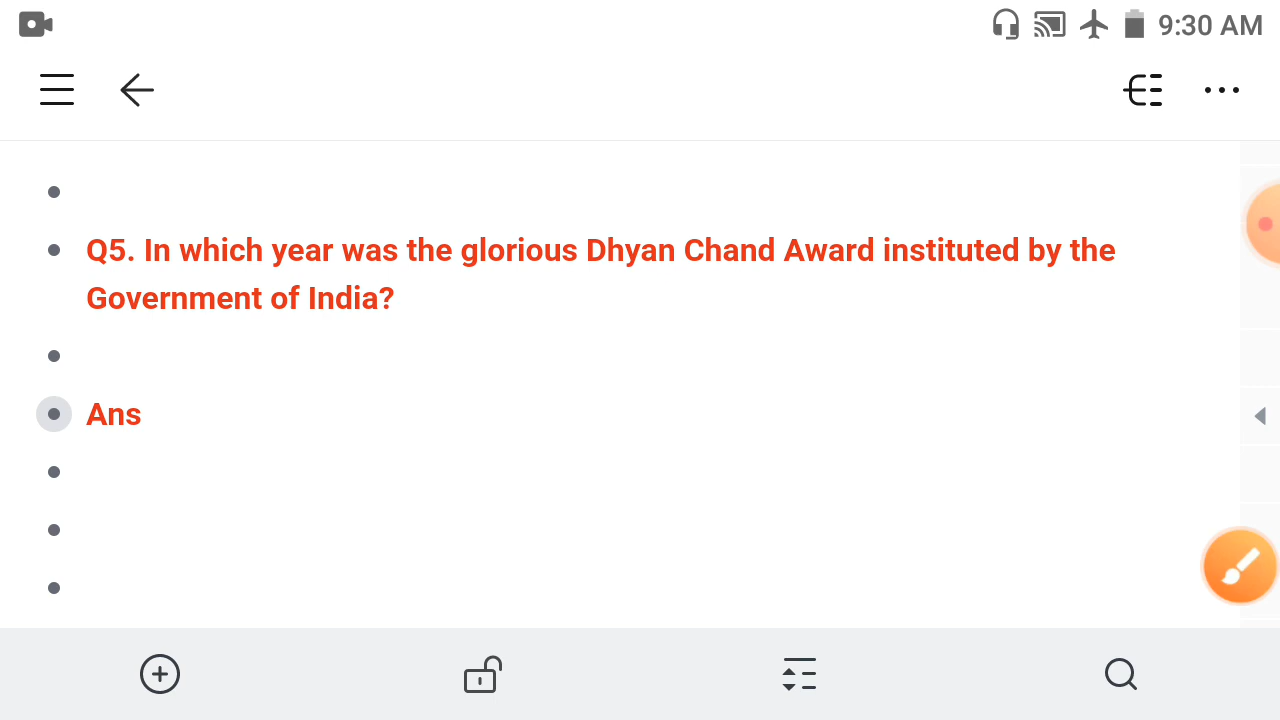 9:30 AM
Q5. In which year was the glorious Dhyan Chand Award instituted by the
Government of India?
Ans